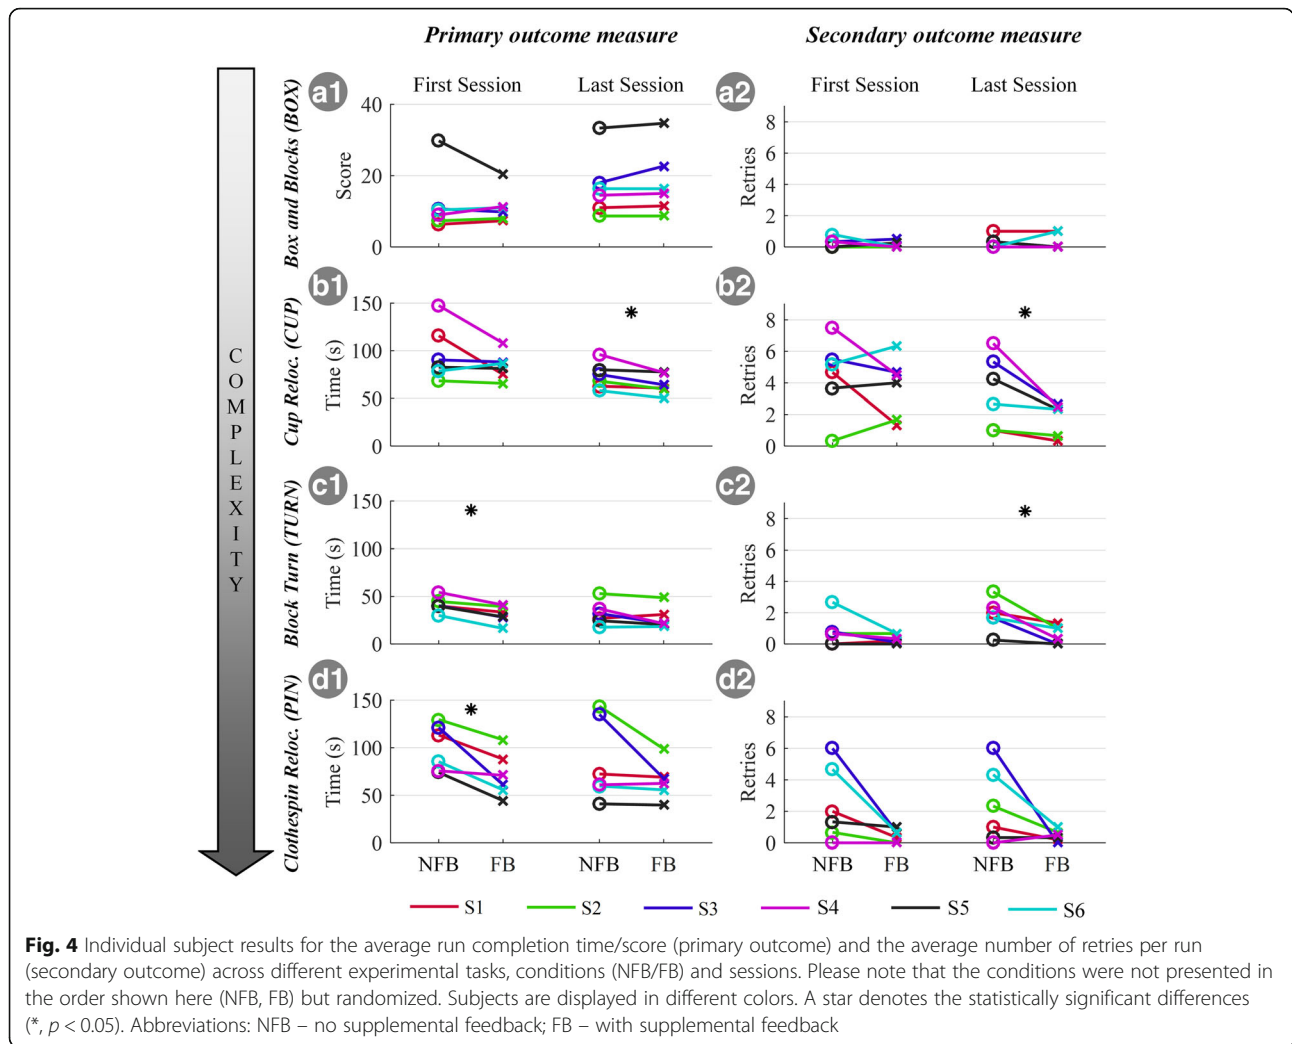 Primary outcome measure
Secondary outcome measure
First Session
Last Session
First Session
Last Session
COMPLEXITY
Box and Blocks (BOX)
a1
Score
40
20
0
a2
Retries
8
6
4
2
0
Cup Reloc. (CUP)
b1
Time (s)
150
100
50
0
*
b2
Retries
8
6
4
2
0
*
Block Turn (TURN)
c1
Time (s)
150
100
50
0
*
c2
Retries
8
6
4
2
0
*
Clothespin Reloc. (PIN)
d1
Time (s)
150
100
50
0
*
d2
Retries
8
6
4
2
0
NFB FB NFB FB NFB FB NFB FB
S1 S2 S3 S4 S5 S6
Fig. 4 Individual subject results for the average run completion time/score (primary outcome) and the average number of retries per run
(secondary outcome) across different experimental tasks, conditions (NFB/FB) and sessions. Please note that the conditions were not presented in
the order shown here (NFB, FB) but randomized. Subjects are displayed in different colors. A star denotes the statistically significant differences
(*, p < 0.05). Abbreviations: NFB – no supplemental feedback; FB – with supplemental feedback